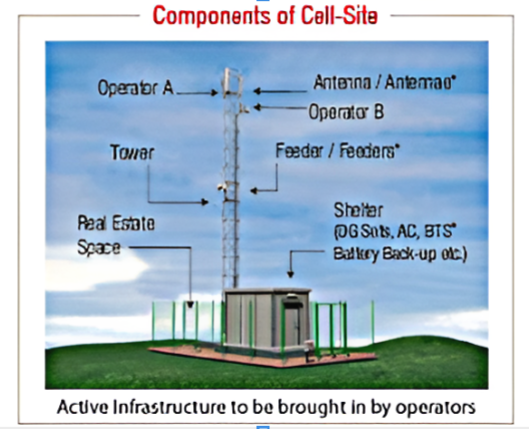 Components of Cell-Site
Operator A
Antenna / Antennae*
Operator B
Tower
Feeder / Feeders*
Real Estate
Space
Shelter
(DG Sets, AC, BTS*
Battery Back-up etc.)
Active Infrastructure to be brought in by operators